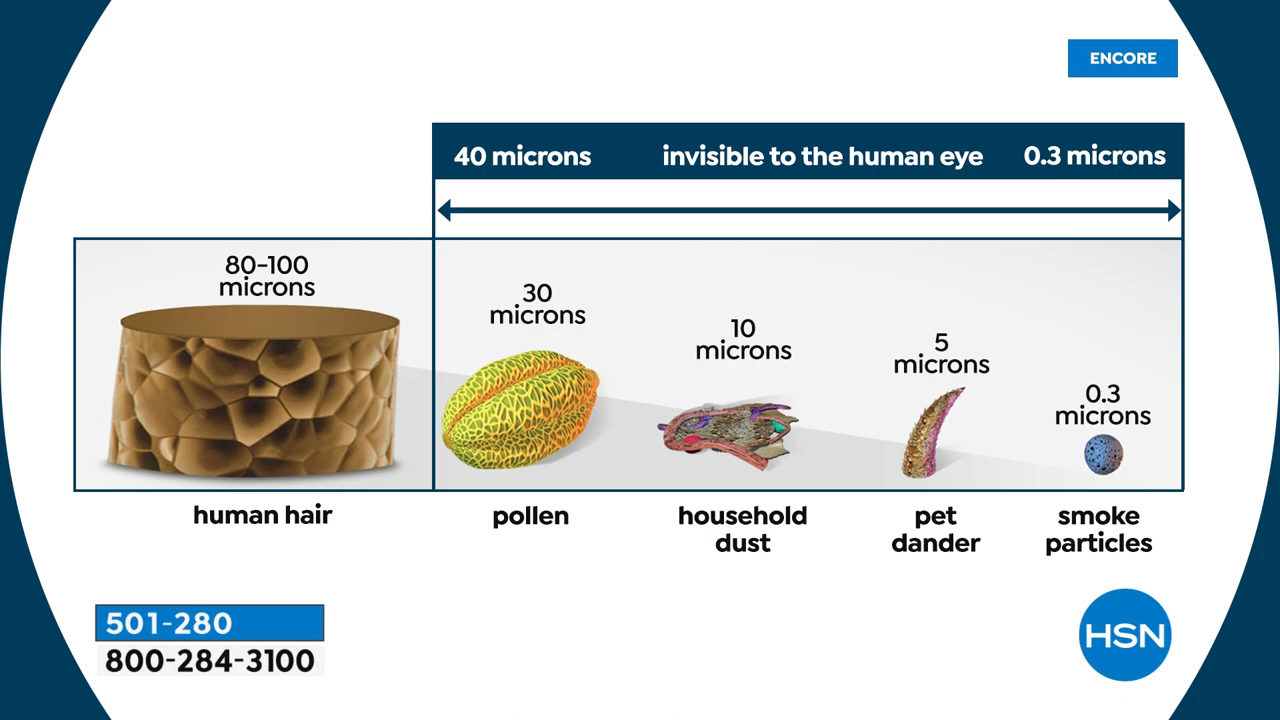 ENCORE
40 microns invisible to the human eye 0.3 microns
80-100
microns
30
microns
10
microns
5
microns
0.3
microns
human hair
pollen
household
dust
pet
dander
smoke
particles
501-280
800-284-3100
HSN